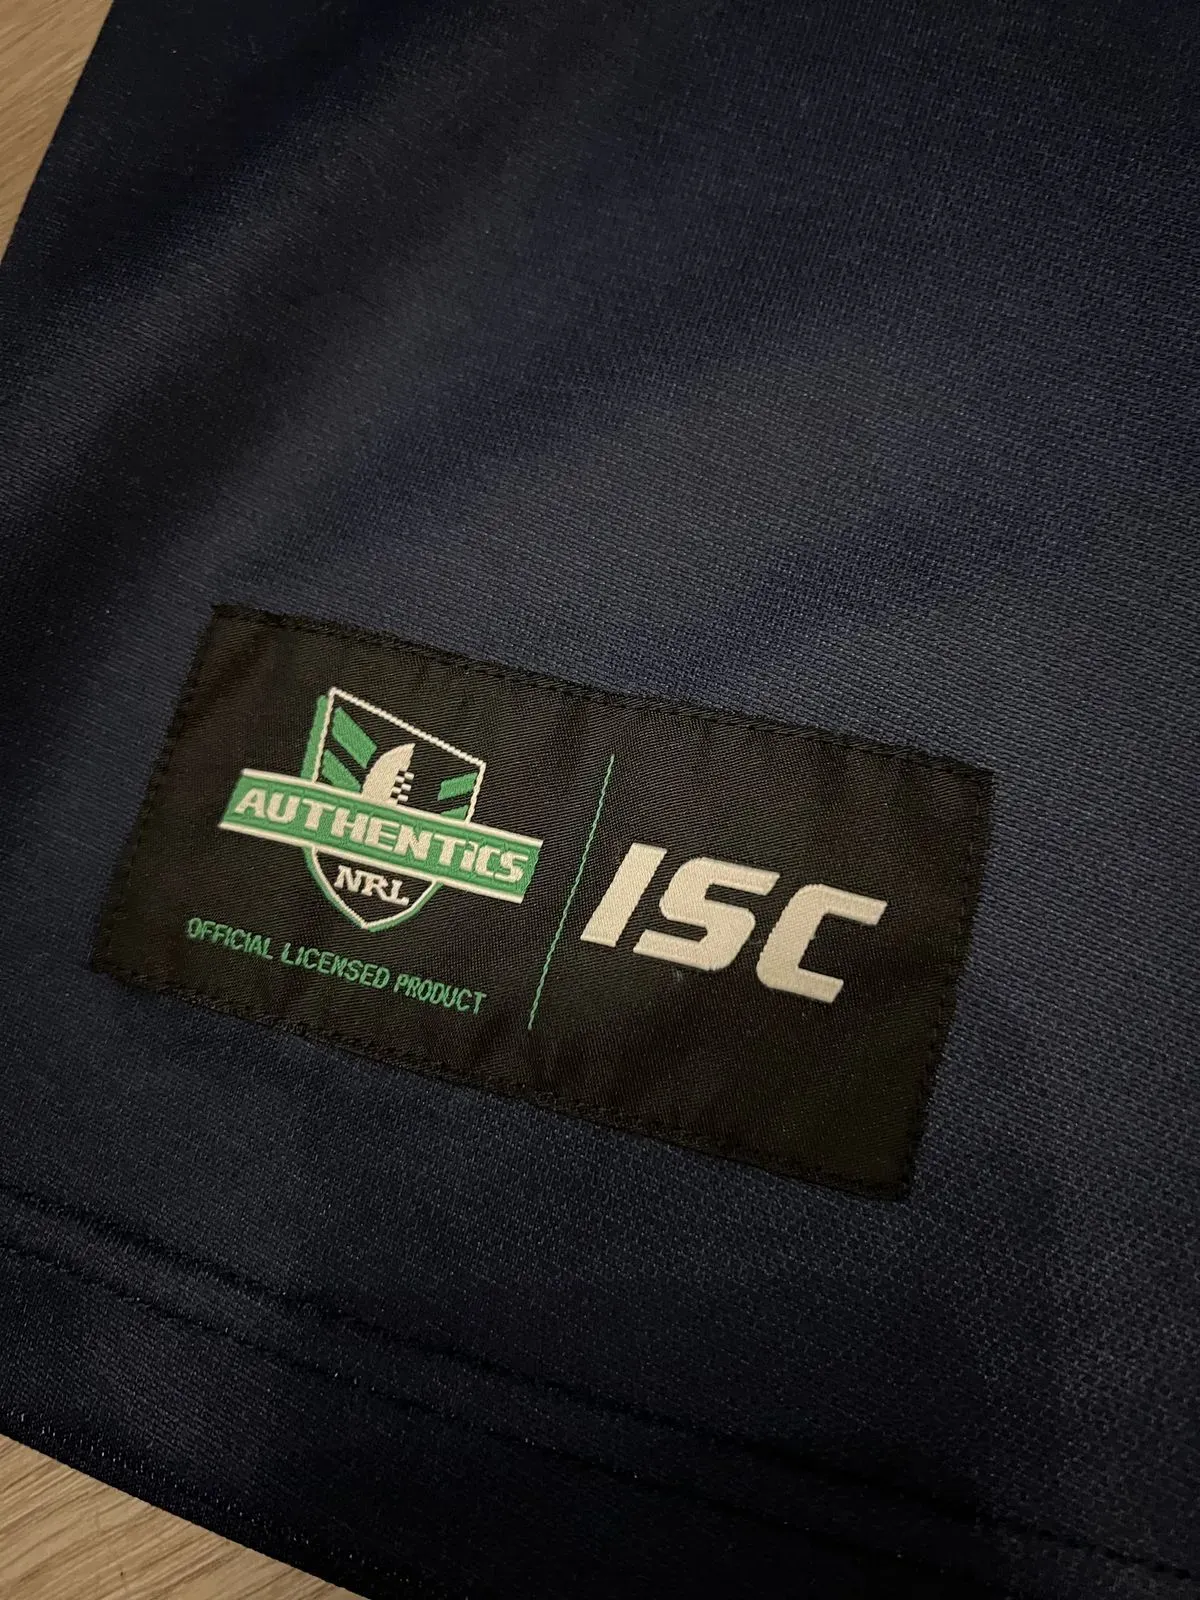 AUTHENTICS
NRL
OFFICIAL LICENSED PRODUCT
ISC